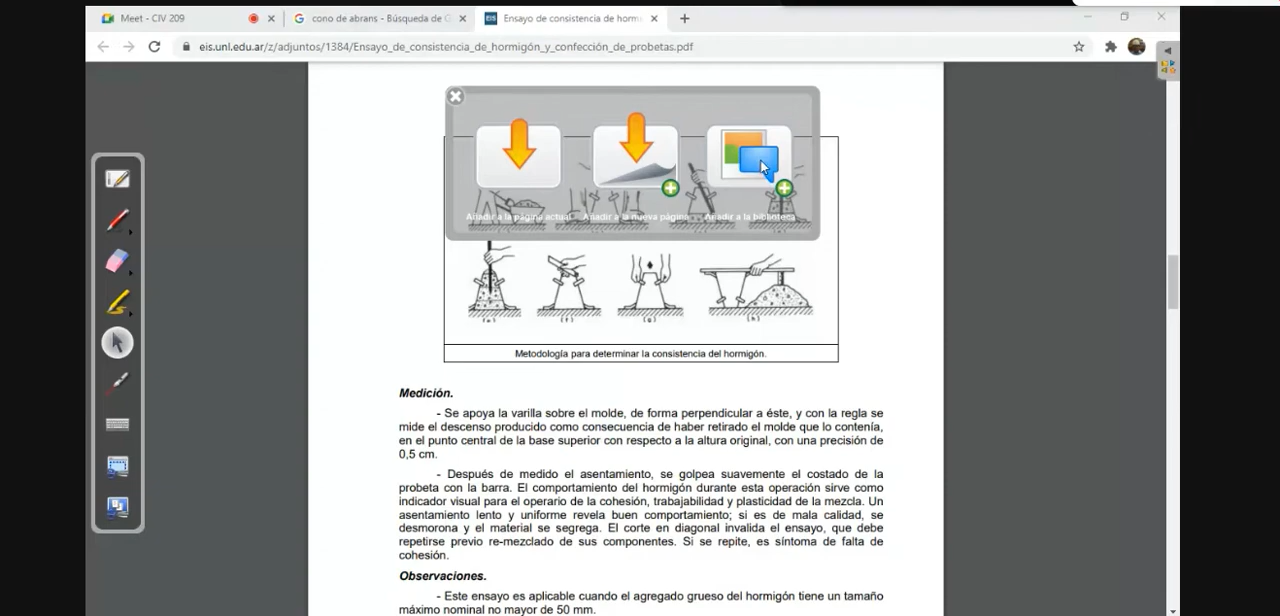 Meet - CIV 209
cono de abrans - Búsqueda de G
Ensayo de consistencia de hormi
eis.unl.edu.ar/z/adjuntos/1384/Ensayo_de_consistencia_de_hormigón_y_confección_de_probetas.pdf
Añadir a la página actual Añadir a la nueva página Añadir a la biblioteca
(e) (f) (g) (h)
Metodología para determinar la consistencia del hormigón.
Medición.
- Se apoya la varilla sobre el molde, de forma perpendicular a éste, y con la regla se
mide el descenso producido como consecuencia de haber retirado el molde que lo contenía,
en el punto central de la base superior con respecto a la altura original, con una precisión de
0,5 cm.
- Después de medido el asentamiento, se golpea suavemente el costado de la
probeta con la barra. El comportamiento del hormigón durante esta operación sirve como
indicador visual para el operario de la cohesión, trabajabilidad y plasticidad de la mezcla. Un
asentamiento lento y uniforme revela buen comportamiento; si es de mala calidad, se
desmorona y el material se segrega. El corte en diagonal invalida el ensayo, que debe
repetirse previo re-mezclado de sus componentes. Si se repite, es síntoma de falta de
cohesión.
Observaciones.
- Este ensayo es aplicable cuando el agregado grueso del hormigón tiene un tamaño
máximo nominal no mayor de 50 mm.